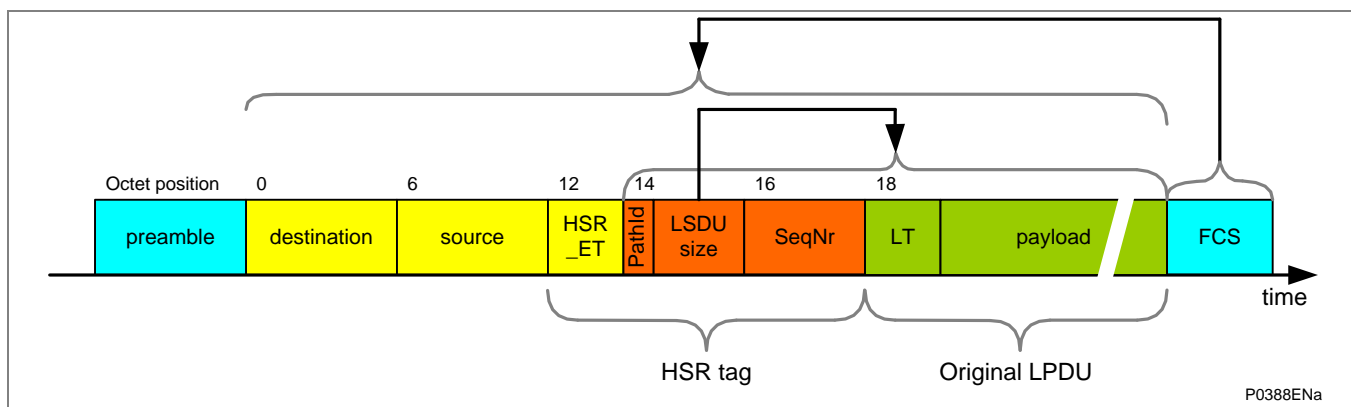 Octet position 0 6 12 14 16 18
preamble destination source HSR _ET PathId LSDU size SeqNr LT payload FCS
time
HSR tag Original LPDU
P0388ENa